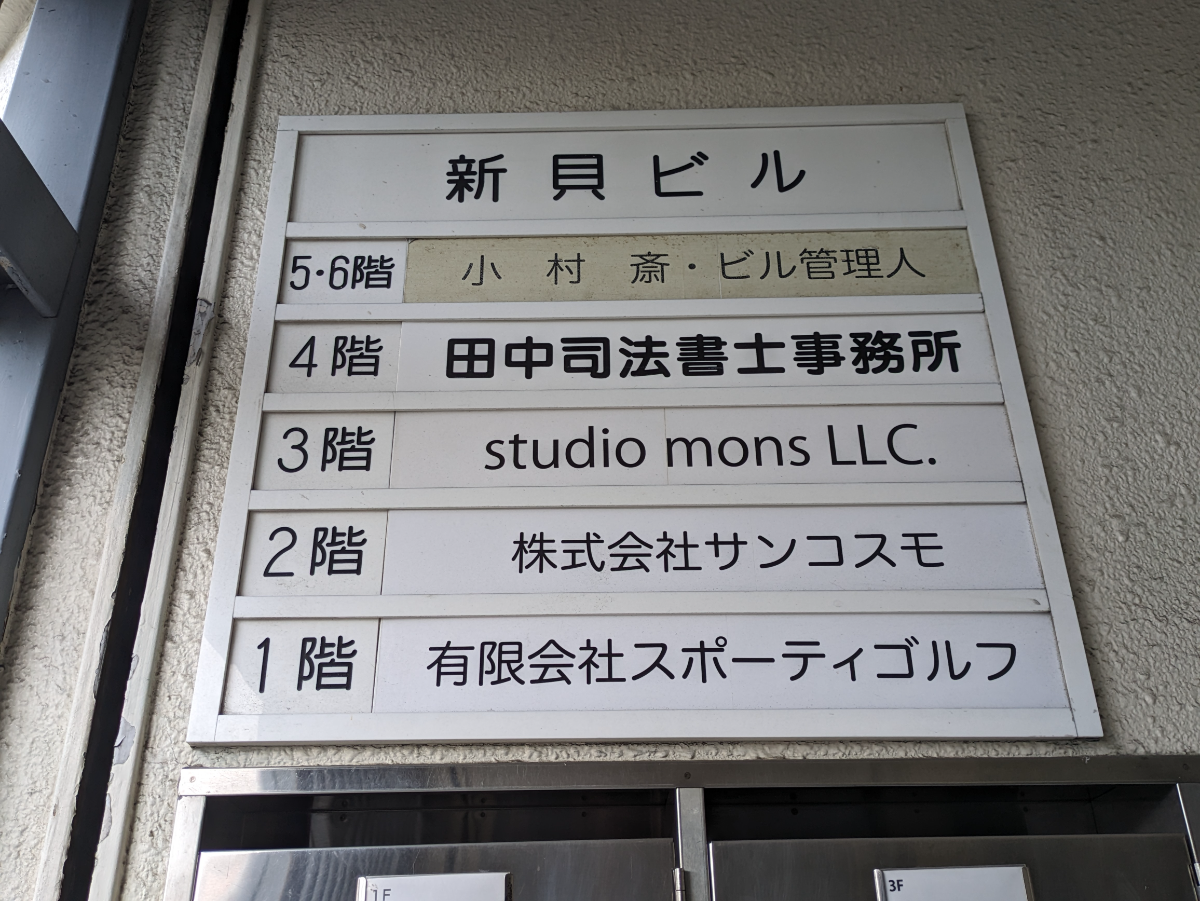 新貝ビル
5・6階 小村斎・ビル管理人
4階 田中司法書士事務所
3階 studio mons LLC.
2階 株式会社サンコスモ
1階 有限会社スポーティゴルフ
1F 3F